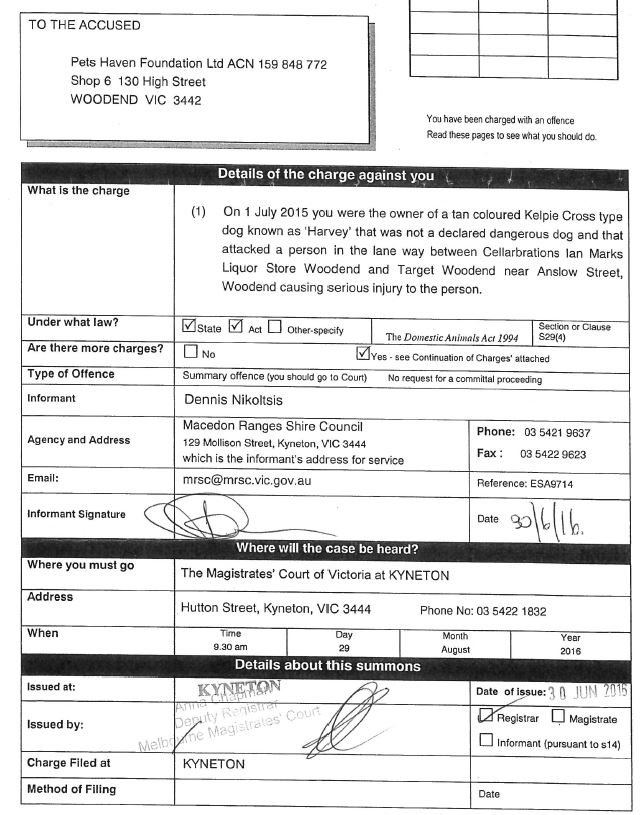 TO THE ACCUSED
Pets Haven Foundation Ltd ACN 159 848 772
Shop 6 130 High Street
WOODEND VIC 3442
You have been charged with an offence
Read these pages to see what you should do.
Details of the charge against you
What is the charge
(1) On 1 July 2015 you were the owner of a tan coloured Kelpie Cross type
dog known as 'Harvey' that was not a declared dangerous dog and that
attacked a person in the lane way between Cellarbrations Ian Marks
Liquor Store Woodend and Target Woodend near Anslow Street,
Woodend causing serious injury to the person.
Under what law? State Act Other-specify The Domestic Animals Act 1994 Section or Clause
S29(4)
Are there more charges? No Yes - see Continuation of Charges' attached
Type of Offence Summary offence (you should go to Court) No request for a committal proceeding
Informant Dennis Nikoltsis
Agency and Address Macedon Ranges Shire Council
129 Mollison Street, Kyneton, VIC 3444
which is the informant's address for service
Phone: 03 5421 9637
Fax : 03 5422 9623
Email: mrsc@mrsc.vic.gov.au Reference: ESA9714
Informant Signature Date 30/6/16.
Where will the case be heard?
Where you must go The Magistrates' Court of Victoria at KYNETON
Address Hutton Street, Kyneton, VIC 3444 Phone No: 03 5422 1832
When Time Day Month Year
9.30 am 29 August 2016
Details about this summons
Issued at: KYNETON Date of issue: 30 JUN 2016
Issued by: Anna Chapman
Deputy Registrar
Melbourne Magistrates' Court
Registrar Magistrate
Informant (pursuant to s14)
Charge Filed at KYNETON
Method of Filing Date